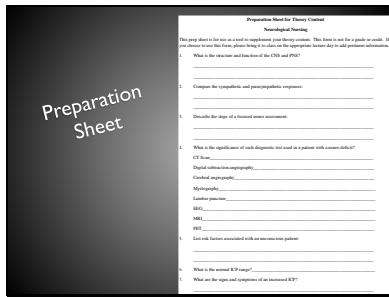 Preparation
Sheet
Preparation Sheet for Theory Content
Neurological Nursing
This prep sheet is for use as a tool to supplement your theory content. This form is not for a grade or credit. If
you choose to use this form, please bring it to class on the appropriate lecture day to add pertinent information.
1. What is the structure and function of the CNS and PNS?
2. Compare the sympathetic and parasympathetic responses:
3. Describe the steps of a focused neuro assessment:
4. What is the significance of each diagnostic test used in a patient with a neuro deficit?
CT Scan
Digital subtraction angiography
Cerebral angiography
Myelography
Lumbar puncture
EEG
MRI
PET
5. List risk factors associated with an unconscious patient:
6. What is the normal ICP range?
7. What are the signs and symptoms of an increased ICP?